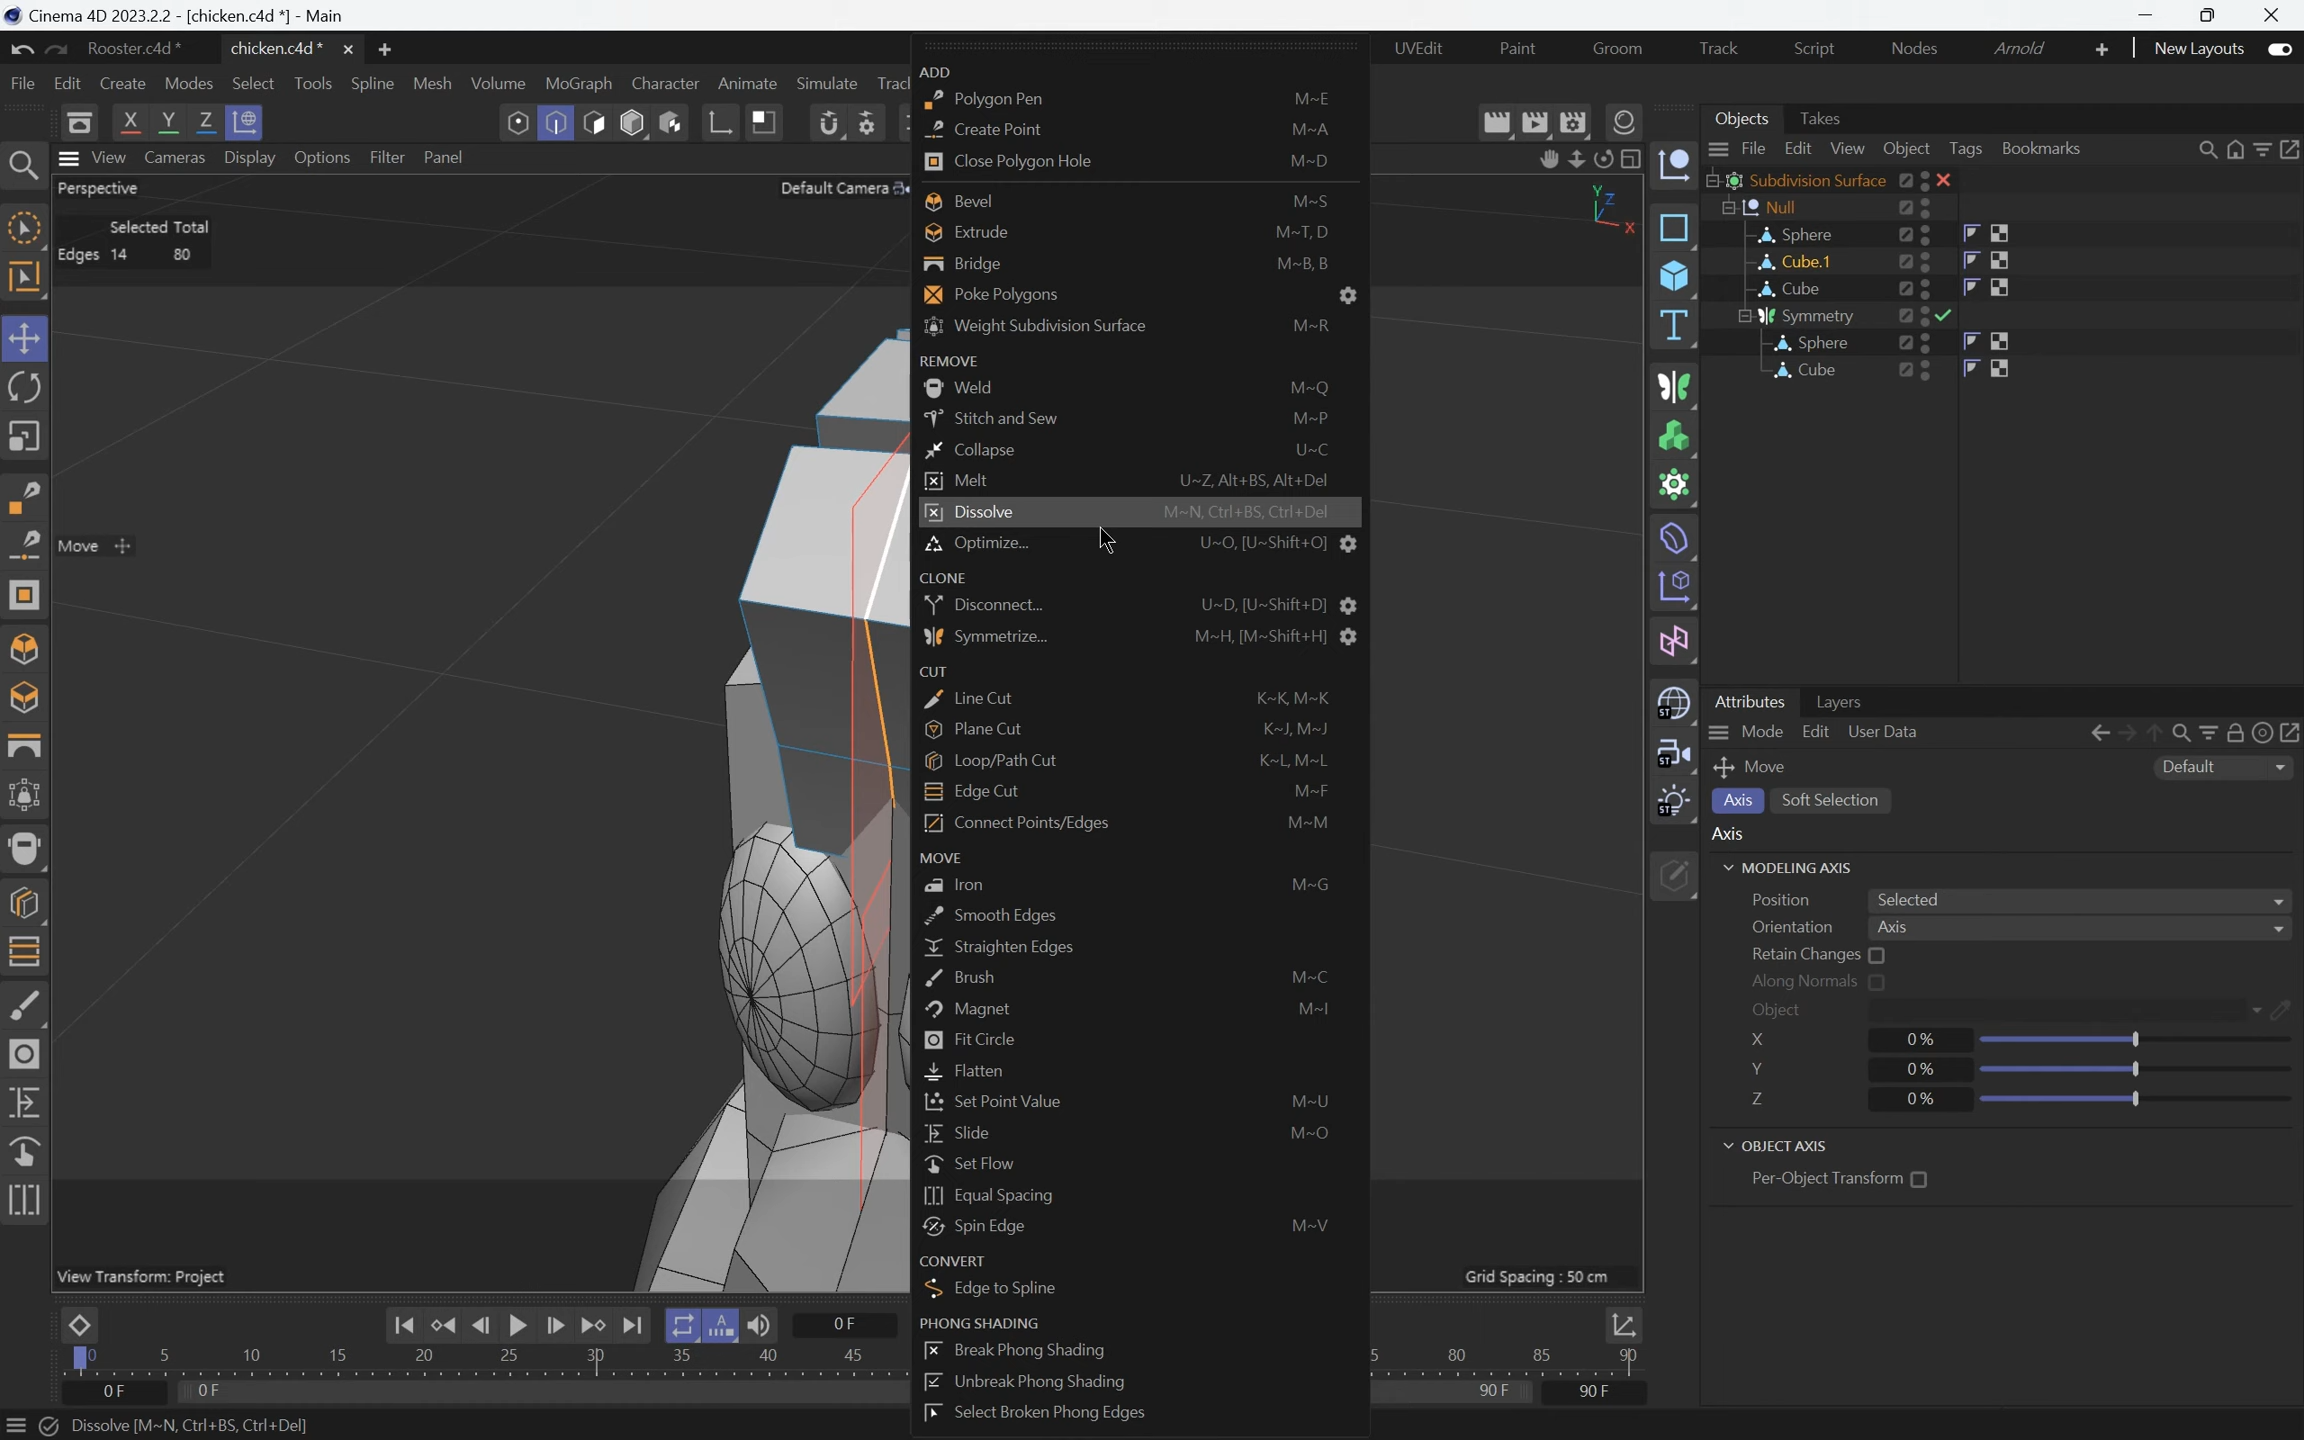 Cinema 4D 2023.2.2 - [chicken.c4d *] - Main
Rooster.c4d *
chicken.c4d *
UVEdit
Paint
Groom
Track
Script
Nodes
Arnold
New Layouts
File
Edit
Create
Modes
Select
Tools
Spline
Mesh
Volume
MoGraph
Character
Animate
Simulate
X
Y
Z
View
Cameras
Display
Options
Filter
Panel
Perspective
Default Camera
Selected Total
Edges 14 80
Move
View Transform: Project
Grid Spacing : 50 cm
Y
Z
X
ADD
Polygon Pen M~E
Create Point M~A
Close Polygon Hole M~D
Bevel M~S
Extrude M~T, D
Bridge M~B, B
Poke Polygons
Weight Subdivision Surface M~R
REMOVE
Weld M~Q
Stitch and Sew M~P
Collapse U~C
Melt U~Z, Alt+BS, Alt+Del
Dissolve M~N, Ctrl+BS, Ctrl+Del
Optimize... U~O, [U~Shift+O]
CLONE
Disconnect... U~D, [U~Shift+D]
Symmetrize... M~H, [M~Shift+H]
CUT
Line Cut K~K, M~K
Plane Cut K~J, M~J
Loop/Path Cut K~L, M~L
Edge Cut M~F
Connect Points/Edges M~M
MOVE
Iron M~G
Smooth Edges
Straighten Edges
Brush M~C
Magnet M~I
Fit Circle
Flatten
Set Point Value M~U
Slide M~O
Set Flow
Equal Spacing
Spin Edge M~V
CONVERT
Edge to Spline
PHONG SHADING
Break Phong Shading
Unbreak Phong Shading
Select Broken Phong Edges
Objects
Takes
File
Edit
View
Object
Tags
Bookmarks
Subdivision Surface
Null
Sphere
Cube.1
Cube
Symmetry
Sphere
Cube
ST
ST
ST
Attributes
Layers
Mode
Edit
User Data
Move
Default
Axis
Soft Selection
Axis
MODELING AXIS
Position Selected
Orientation Axis
Retain Changes
Along Normals
Object
X 0 %
Y 0 %
Z 0 %
OBJECT AXIS
Per-Object Transform
A
0 F
0 5 10 15 20 25 30 35 40 45
5 80 85 90
0 F
0 F
90 F
90 F
Dissolve [M~N, Ctrl+BS, Ctrl+Del]